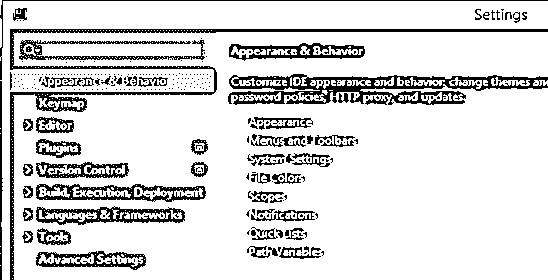 Settings
Appearance & Behavior
Keymap
Editor
Plugins
Version Control
Build, Execution, Deployment
Languages & Frameworks
Tools
Advanced Settings
Appearance & Behavior
Customize IDE appearance and behavior: change themes and
password policies, HTTP proxy, and updates.
Appearance
Menus and Toolbars
System Settings
File Colors
Scopes
Notifications
Quick Lists
Path Variables